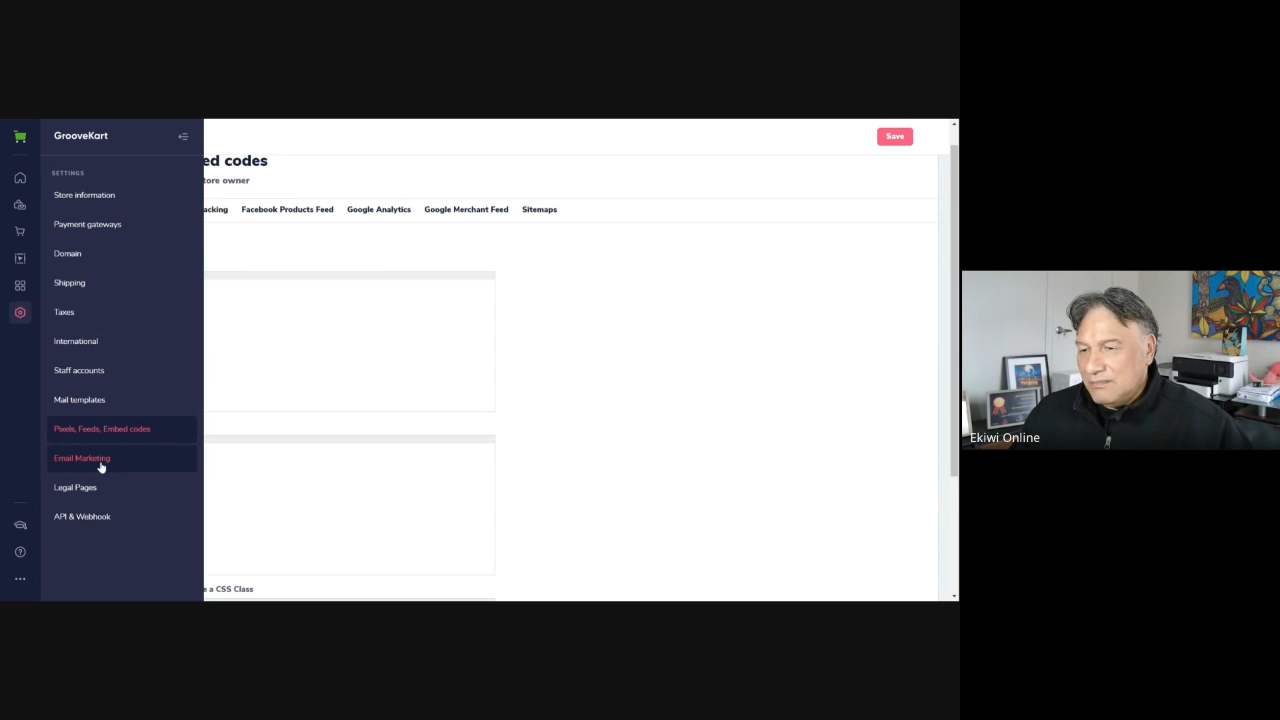 GrooveKart
Save
SETTINGS
Store information
Payment gateways
Domain
Shipping
Taxes
International
Staff accounts
Mail templates
Pixels, Feeds, Embed codes
Email Marketing
Legal Pages
API & Webhook
ed codes
tore owner
acking
Facebook Products Feed
Google Analytics
Google Merchant Feed
Sitemaps
e a CSS Class
Ekiwi Online